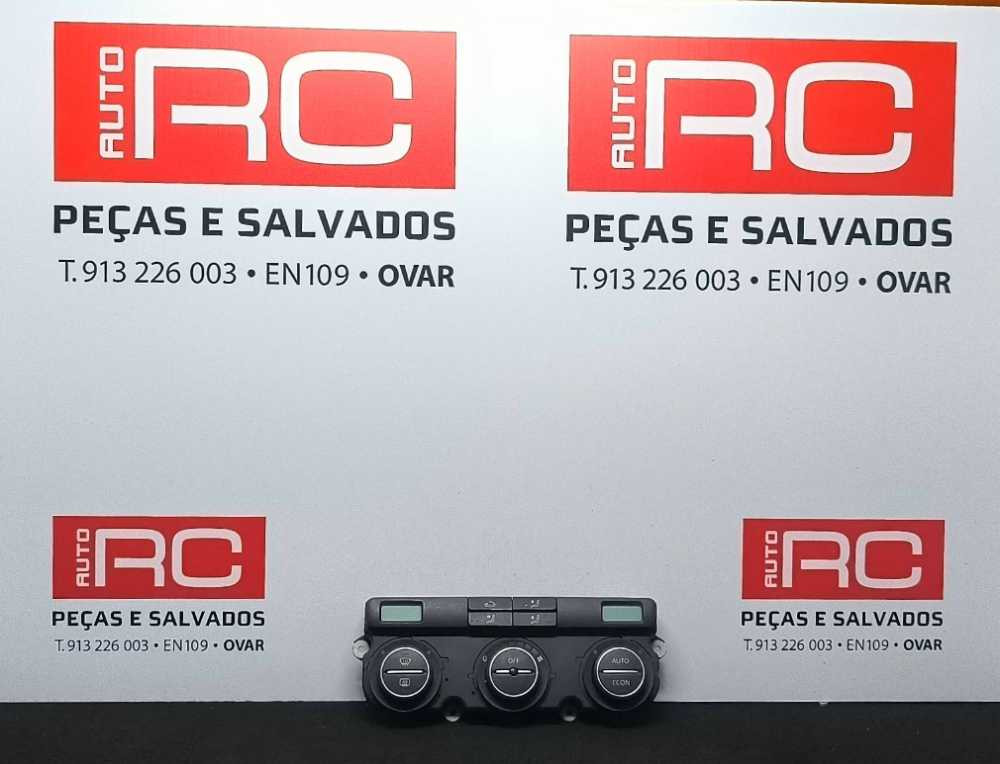 AUTO RC
PEÇAS E SALVADOS
T. 913 226 003 • EN109 • OVAR
AUTO RC
PEÇAS E SALVADOS
T. 913 226 003 • EN109 • OVAR
AUTO RC
PEÇAS E SALVADOS
T. 913 226 003 • EN109 • OVAR
AUTO RC
PEÇAS E SALVADOS
T. 913 226 003 • EN109 • OVAR
0 OFF
AUTO
ECON